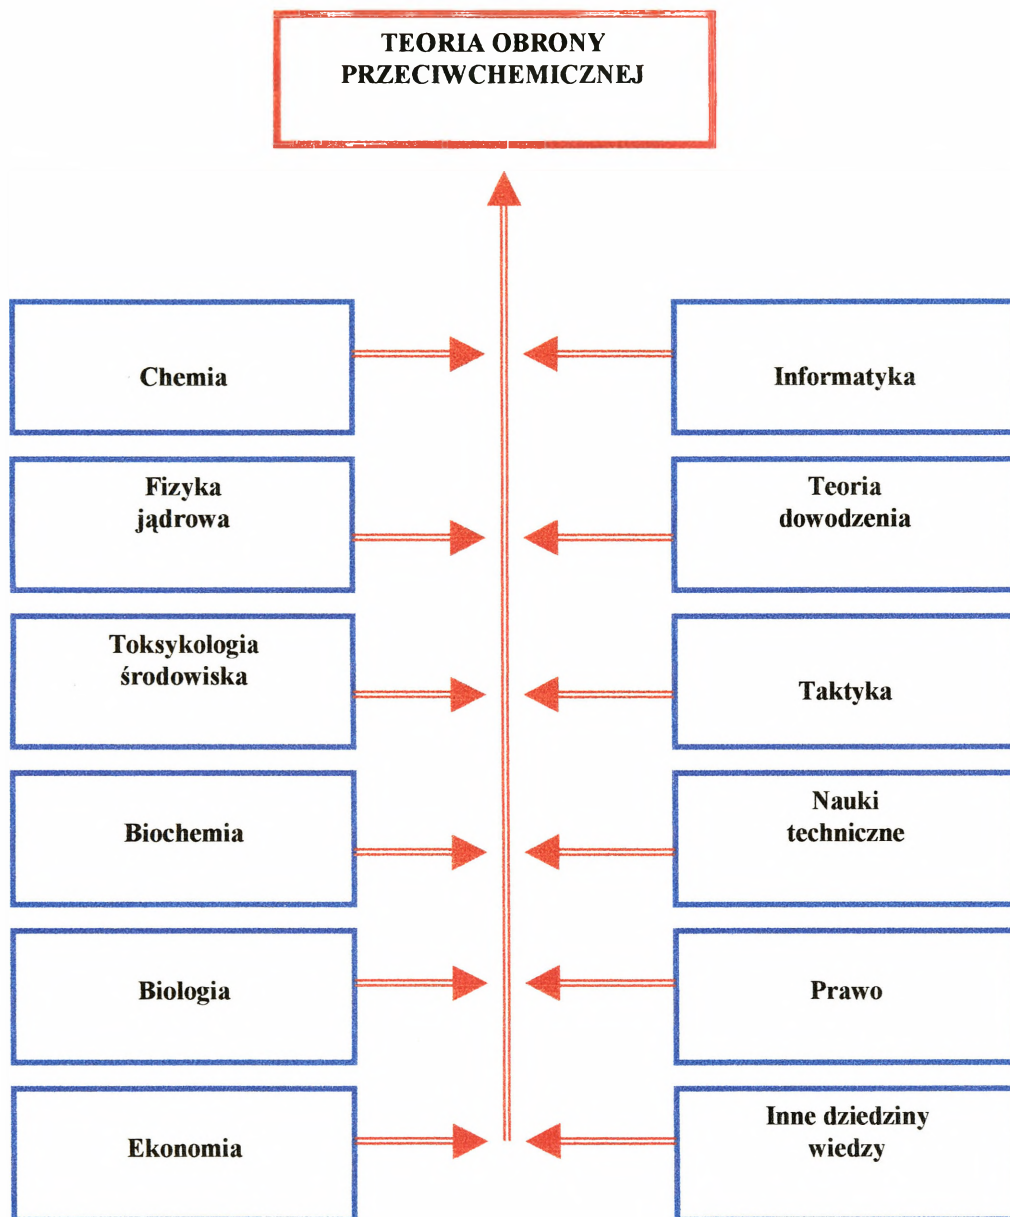 TEORIA OBRONY
PRZECIWCHEMICZNEJ
Chemia
Informatyka
Fizyka
jądrowa
Teoria
dowodzenia
Toksykologia
środowiska
Taktyka
Biochemia
Nauki
techniczne
Biologia
Prawo
Ekonomia
Inne dziedziny
wiedzy